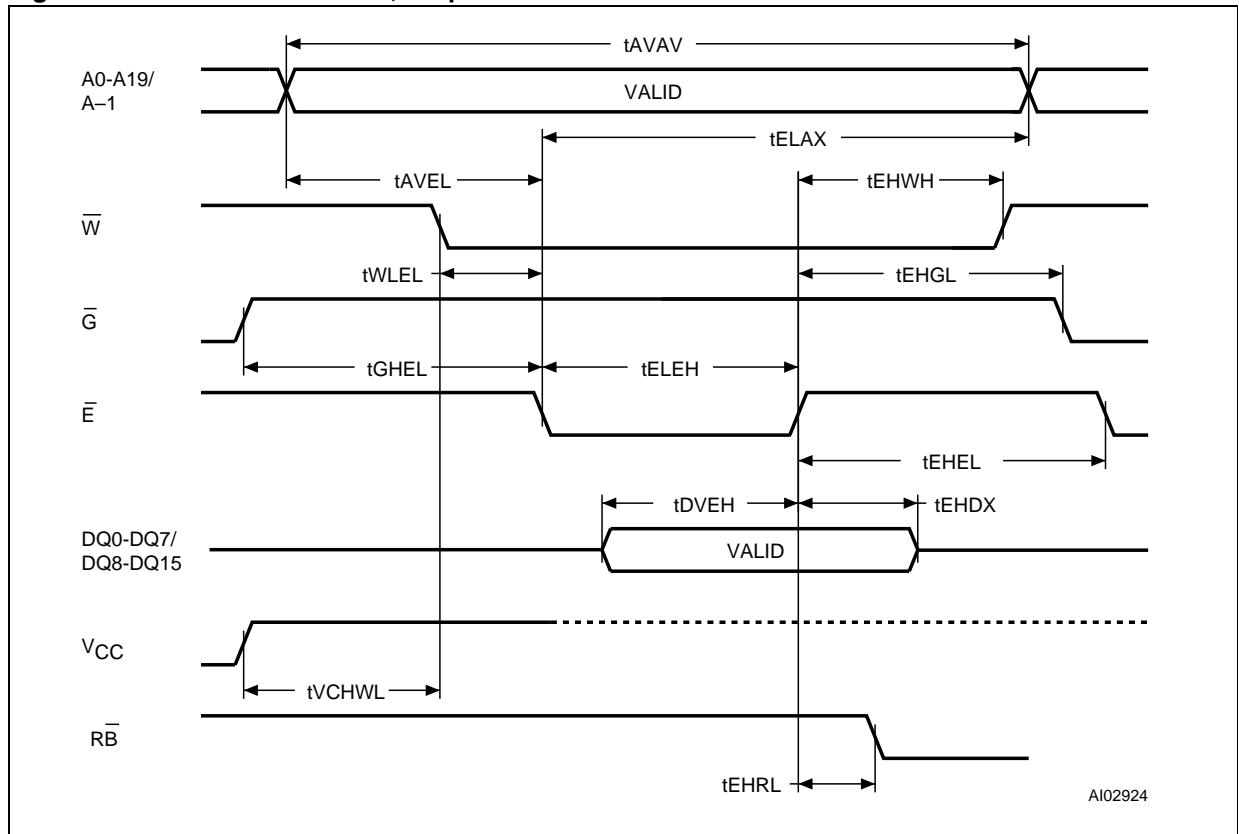 tAVAV
A0-A19/
A–1
VALID
tELAX
tAVEL
tEHWH
W̅
tWLEL
tEHGL
G̅
tGHEL
tELEH
E̅
tEHEL
tDVEH
tEHDX
DQ0-DQ7/
DQ8-DQ15
VALID
VCC
tVCHWL
RB̅
tEHRL
AI02924